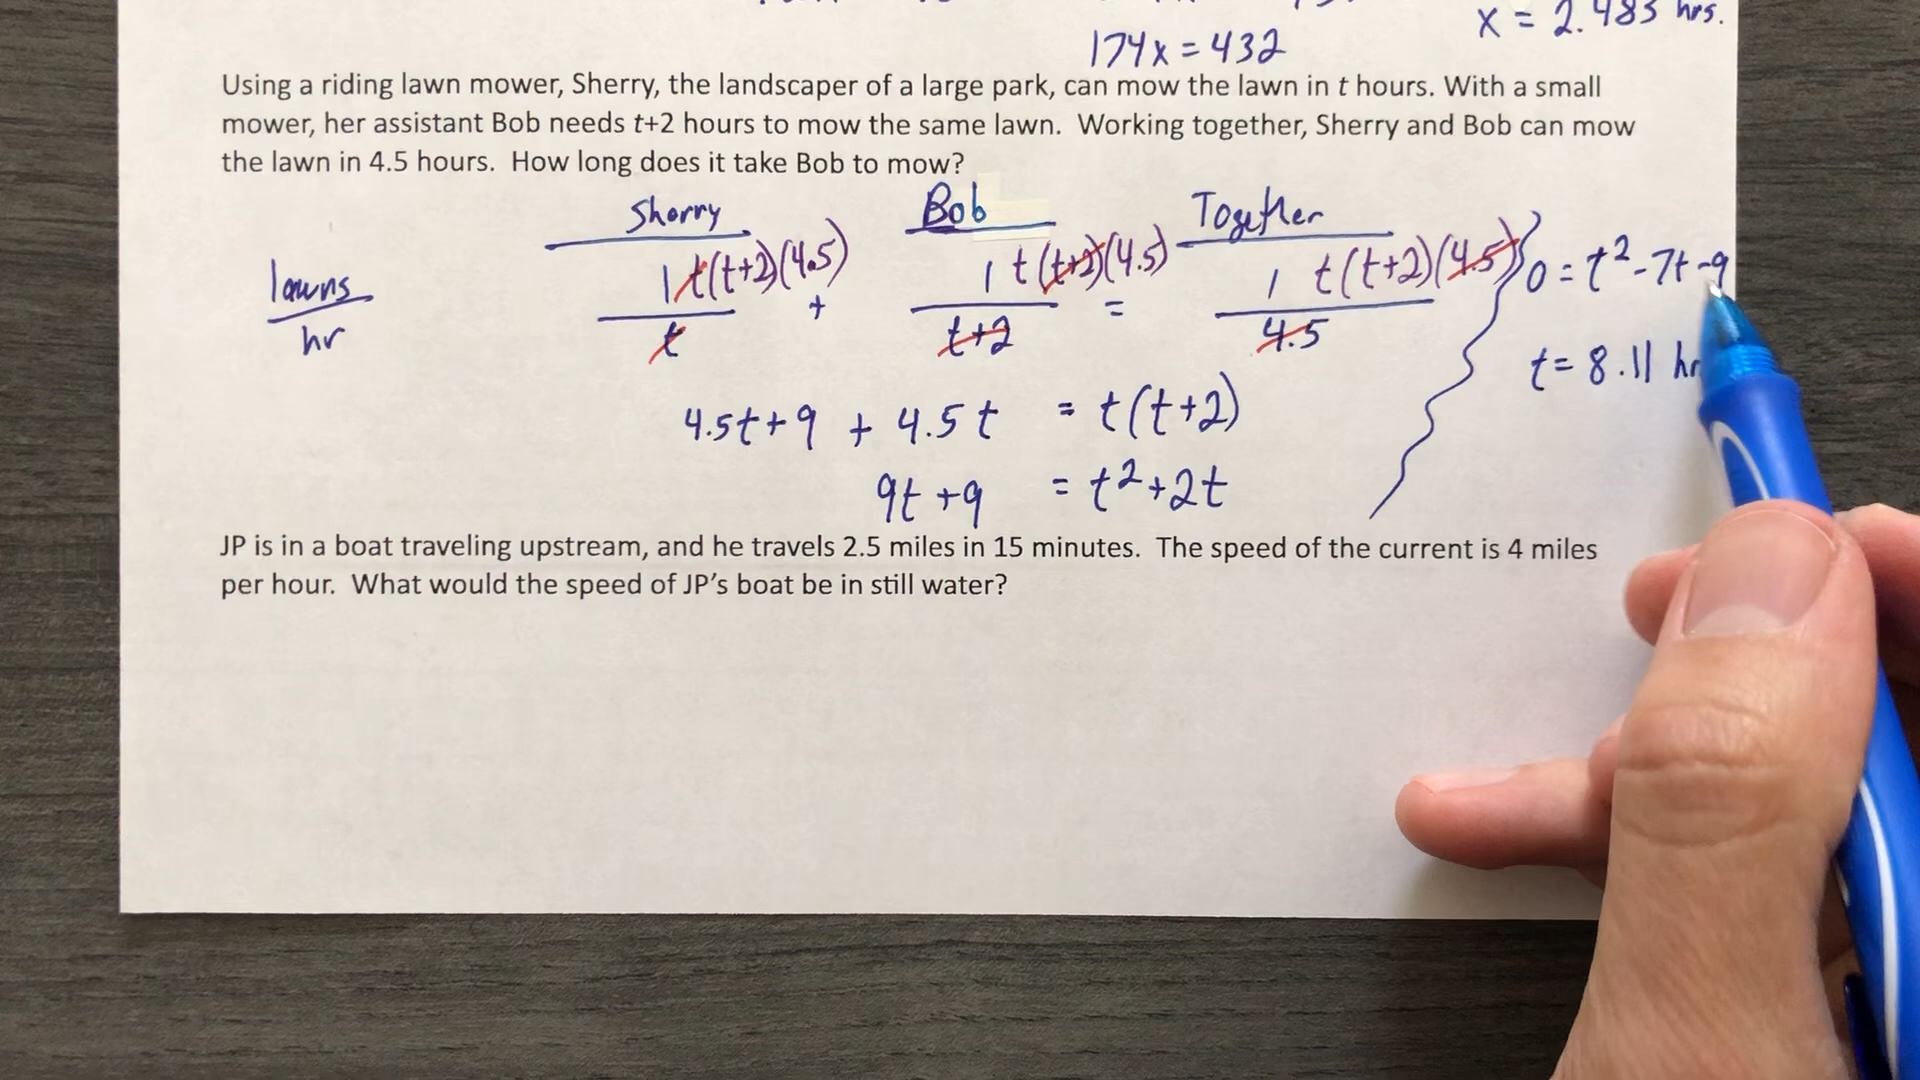 x = 2.483 hrs.
174x = 432
Using a riding lawn mower, Sherry, the landscaper of a large park, can mow the lawn in t hours. With a small
mower, her assistant Bob needs t+2 hours to mow the same lawn. Working together, Sherry and Bob can mow
the lawn in 4.5 hours. How long does it take Bob to mow?
Sherry Bob Together
lawns 1 t(t+2)(4.5) + 1 t(t+2)(4.5) = 1 t(t+2)(4.5) 0 = t²-7t-9
hr t t+2 4.5
t = 8.11 hr
4.5t+9 + 4.5t = t(t+2)
9t+9 = t²+2t
JP is in a boat traveling upstream, and he travels 2.5 miles in 15 minutes. The speed of the current is 4 miles
per hour. What would the speed of JP’s boat be in still water?